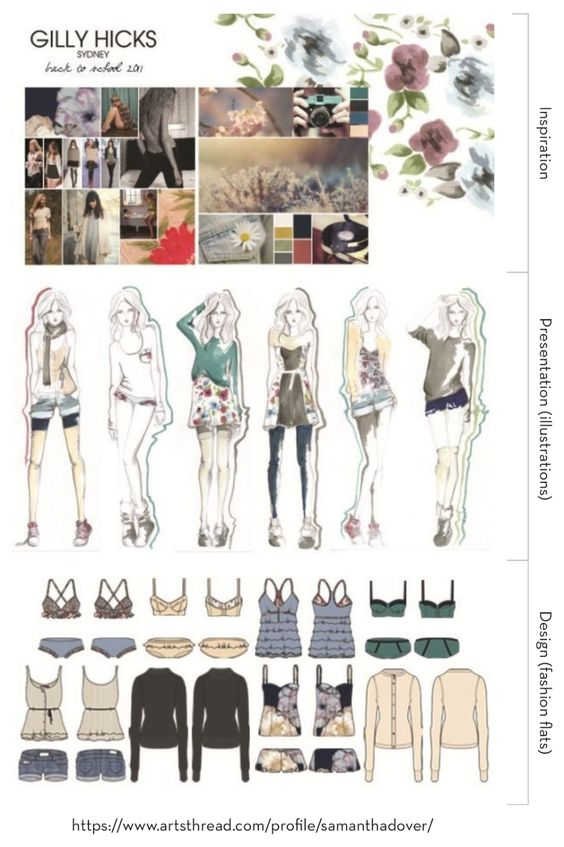 GILLY HICKS
SYDNEY
back to school 2011
Inspiration
Presentation (illustrations)
Design (fashion flats)
https://www.artsthread.com/profile/samanthadover/